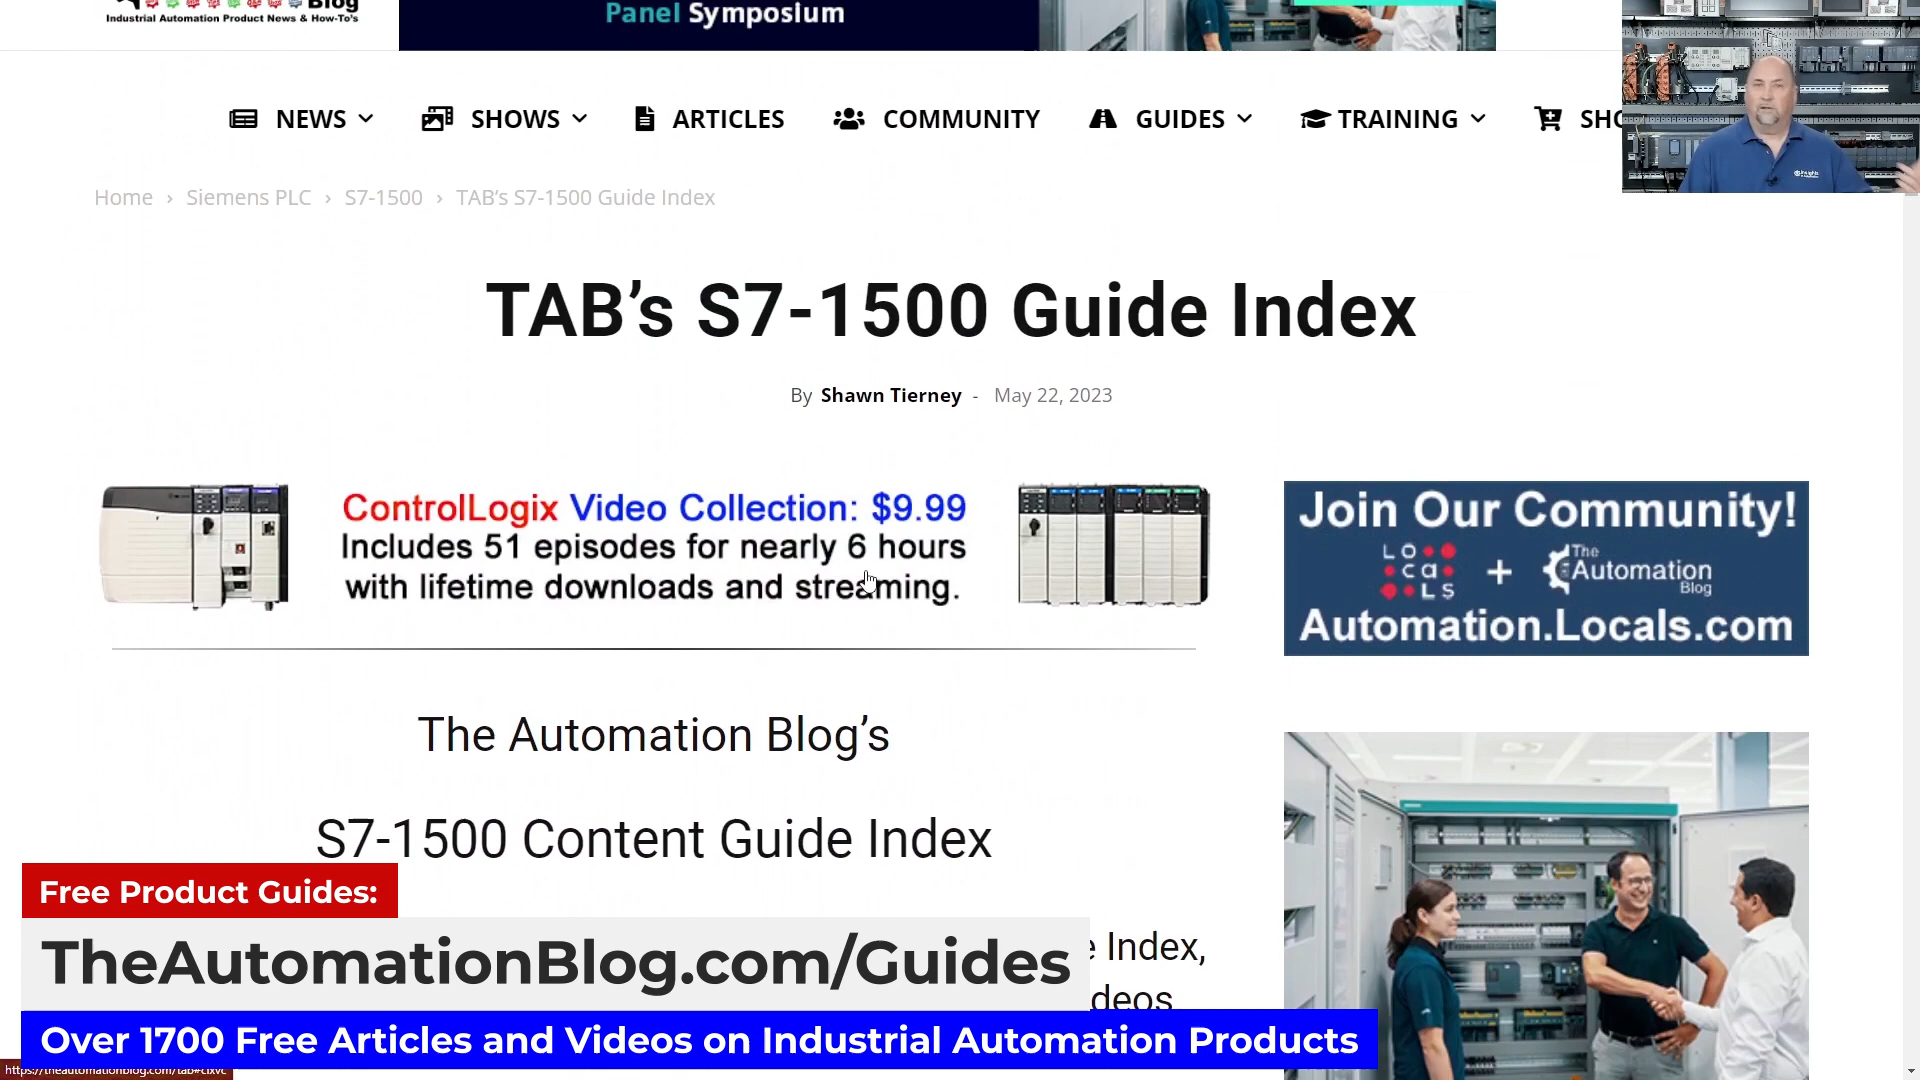 Blog
Industrial Automation Product News & How-To's
Panel Symposium
NEWS
SHOWS
ARTICLES
COMMUNITY
GUIDES
TRAINING
Home › Siemens PLC › S7-1500 › TAB’s S7-1500 Guide Index
TAB’s S7-1500 Guide Index
By Shawn Tierney - May 22, 2023
ControlLogix Video Collection: $9.99
Includes 51 episodes for nearly 6 hours
with lifetime downloads and streaming.
Join Our Community!
LOCALS + The Automation Blog
Automation.Locals.com
The Automation Blog’s
S7-1500 Content Guide Index
Free Product Guides:
TheAutomationBlog.com/Guides
Index,
Over 1700 Free Articles and Videos on Industrial Automation Products